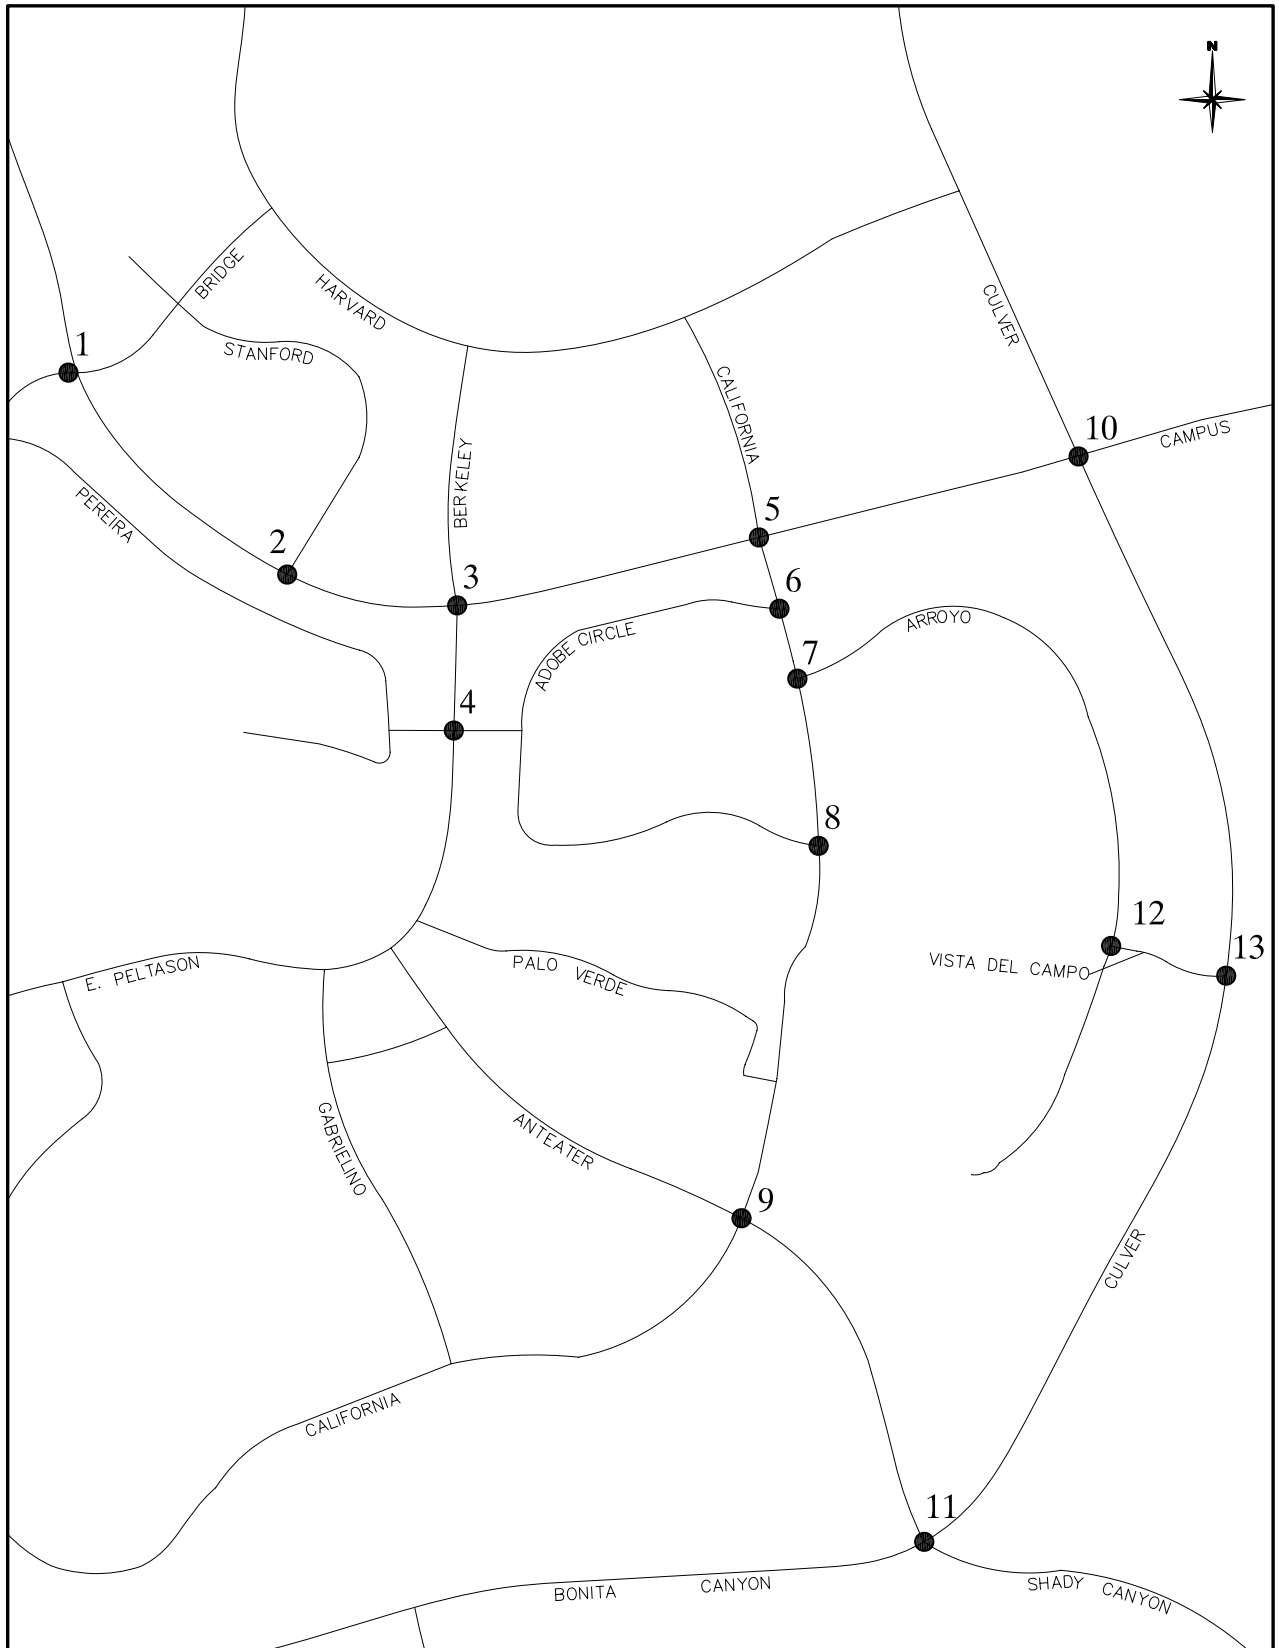 N
BRIDGE
HARVARD
CULVER
1
STANFORD
CALIFORNIA
10
CAMPUS
BERKELEY
PEREIRA
5
2
3
6
ARROYO
ADOBE CIRCLE
7
4
8
12
13
VISTA DEL CAMPO
E. PELTASON
PALO VERDE
GABRIELINO
ANTEATER
9
CULVER
CALIFORNIA
11
BONITA CANYON
SHADY CANYON